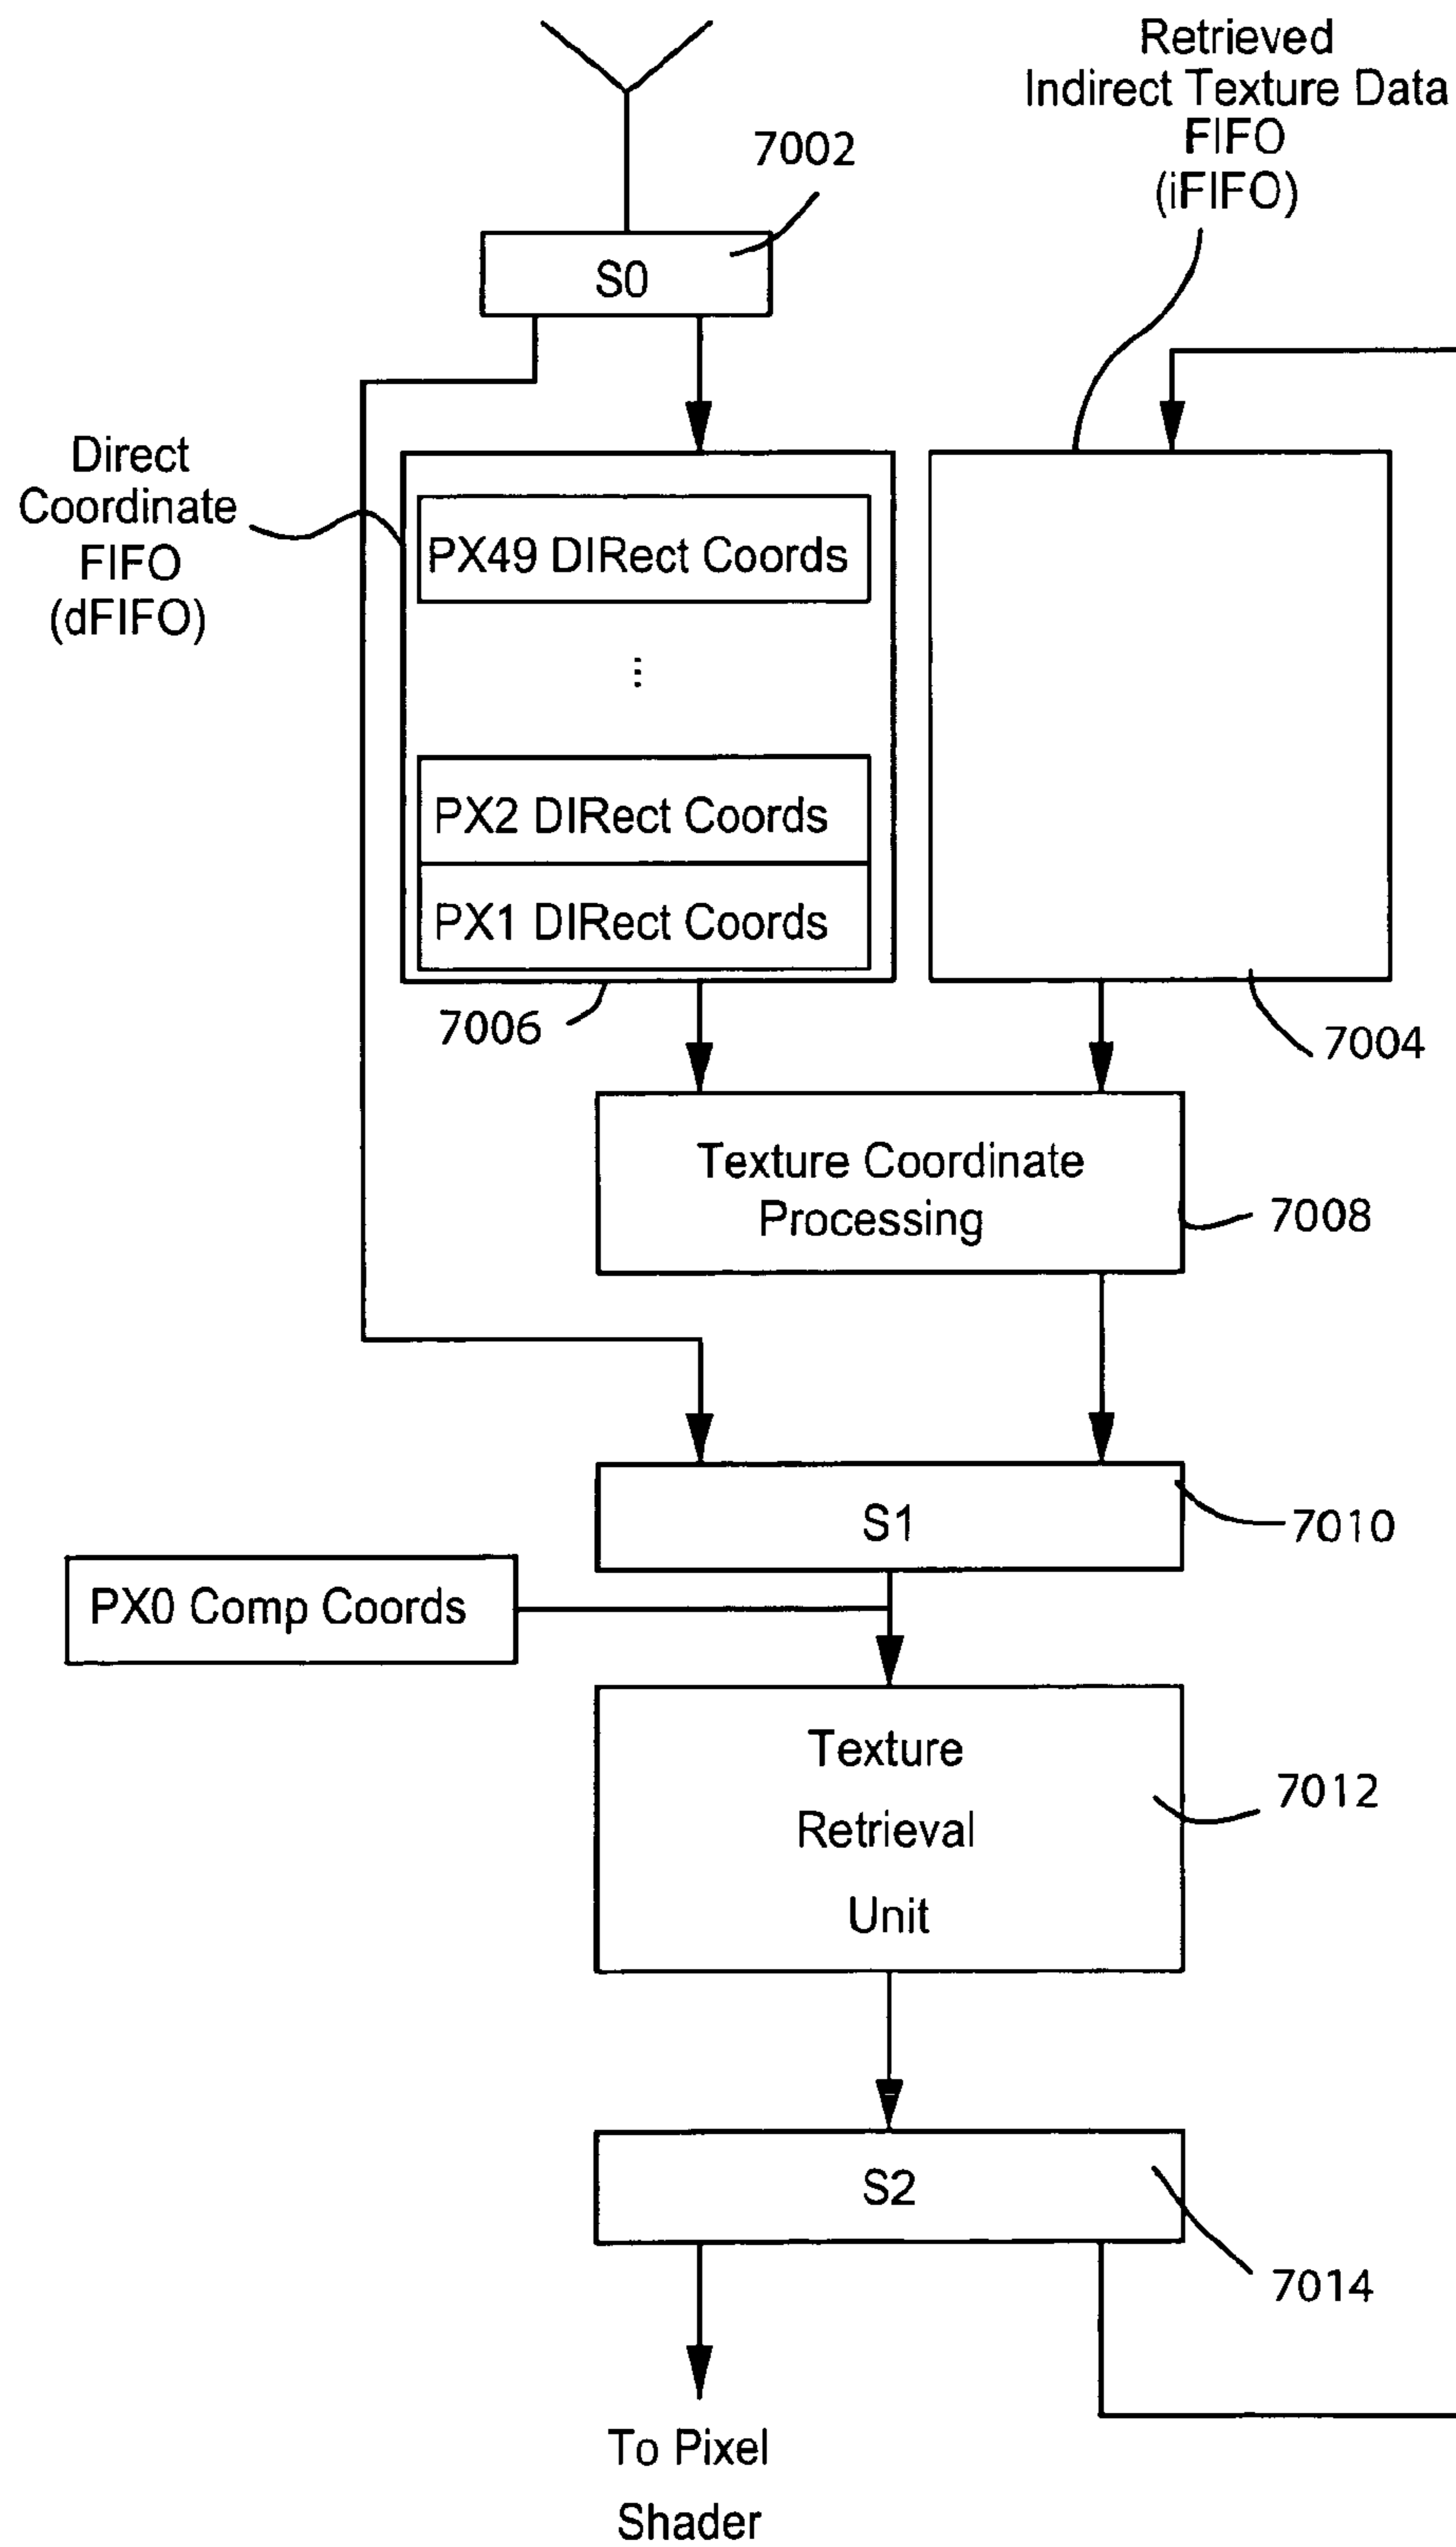 Retrieved
Indirect Texture Data
FIFO
(iFIFO)
7002
S0
Direct
Coordinate
FIFO
(dFIFO)
PX49 DIRect Coords
...
PX2 DIRect Coords
PX1 DIRect Coords
7006
7004
Texture Coordinate
Processing
7008
S1
7010
PX0 Comp Coords
Texture
Retrieval
Unit
7012
S2
7014
To Pixel
Shader